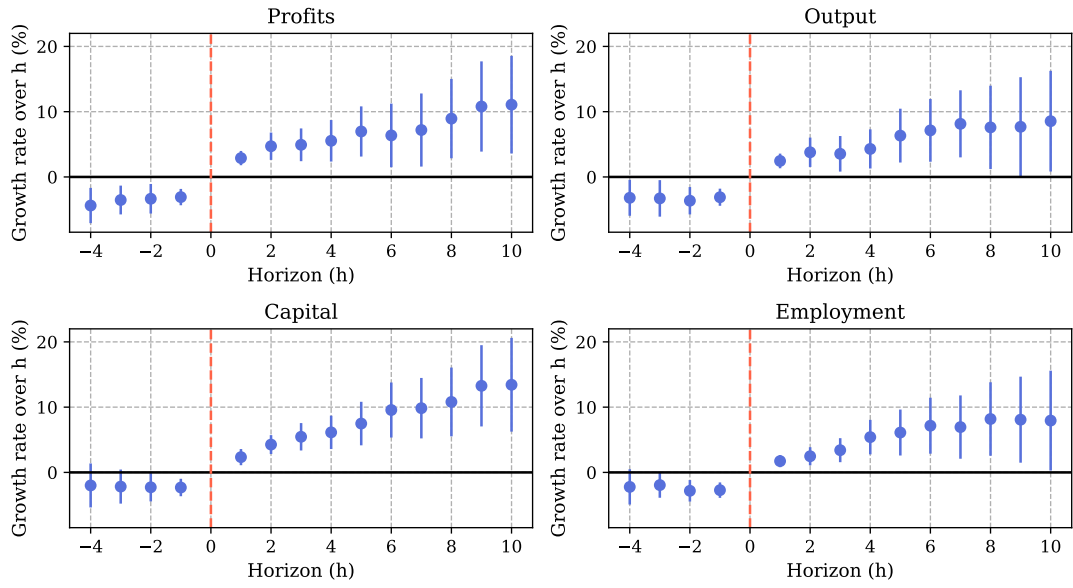 Profits
Growth rate over h (%)
20
10
0
−4 −2 0 2 4 6 8 10
Horizon (h)
Output
Growth rate over h (%)
20
10
0
−4 −2 0 2 4 6 8 10
Horizon (h)
Capital
Growth rate over h (%)
20
10
0
−4 −2 0 2 4 6 8 10
Horizon (h)
Employment
Growth rate over h (%)
20
10
0
−4 −2 0 2 4 6 8 10
Horizon (h)